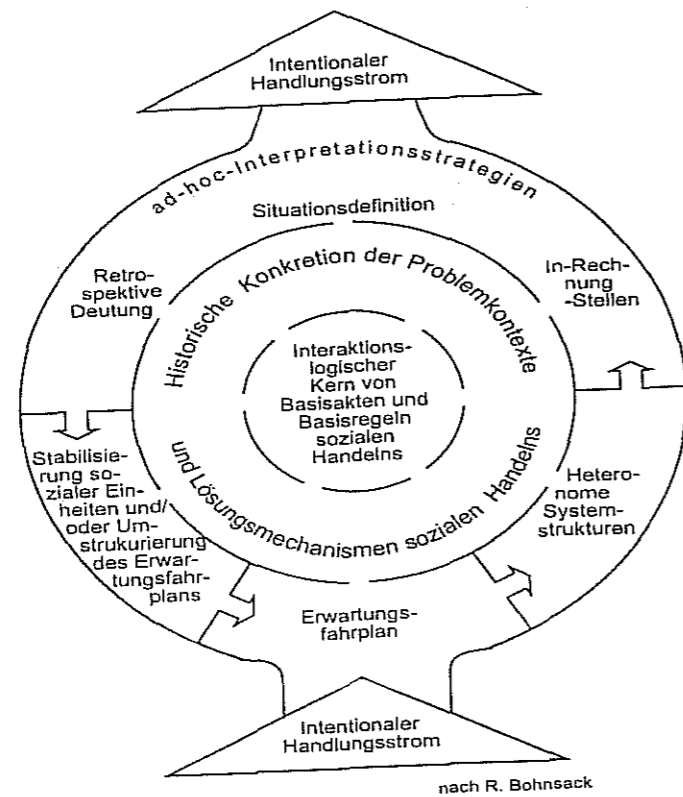 Intentionaler
Handlungsstrom
ad-hoc-Interpretationsstrategien
Situationsdefinition
Retro-
spektive
Deutung
In-Rech-
nung
-Stellen
Historische Konkretion der Problemkontexte
Interaktions-
logischer
Kern von
Basisakten und
Basisregeln
sozialen
Handelns
und Lösungsmechanismen sozialen Handelns
Stabilisie-
rung so-
zialer Ein-
heiten und/
oder Um-
strukurierung
des Erwar-
tungsfahr-
plans
Hetero-
nome
System-
strukturen
Erwartungs-
fahrplan
Intentionaler
Handlungsstrom
nach R. Bohnsack